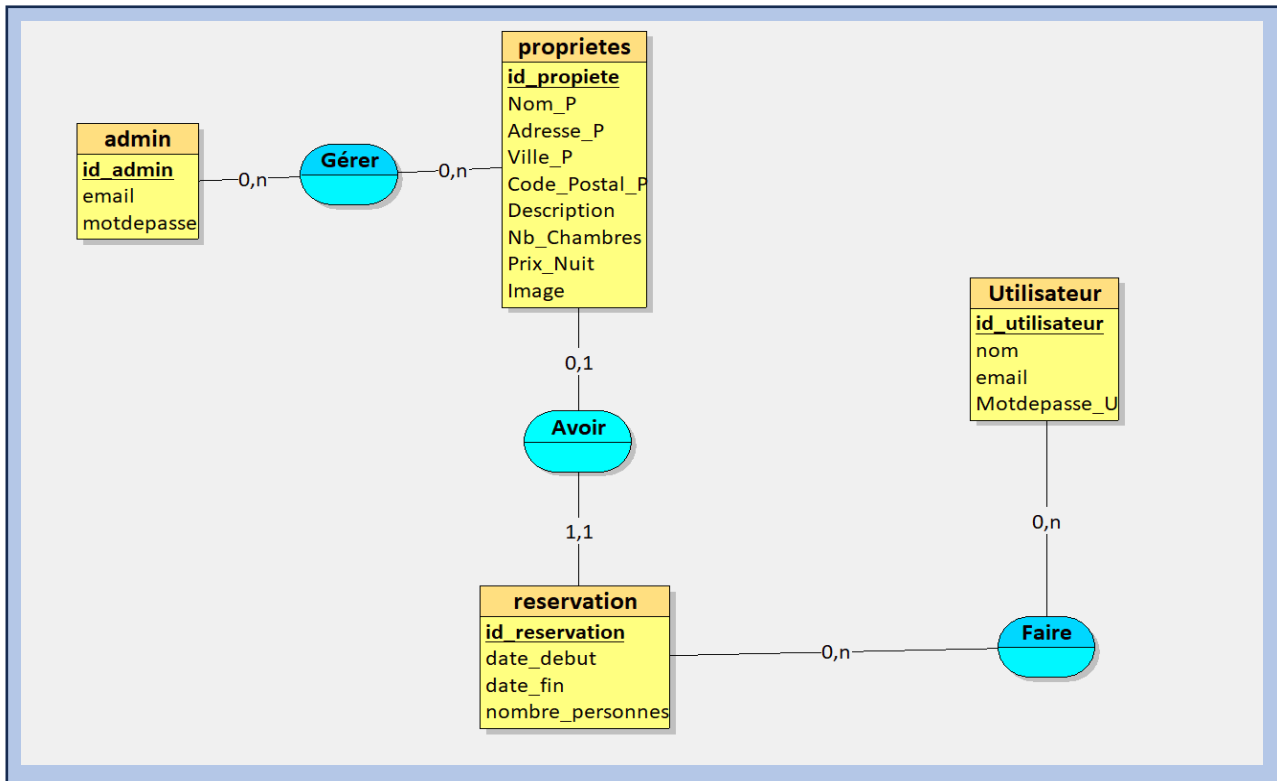 proprietes
id_propiete
Nom_P
Adresse_P
Ville_P
Code_Postal_P
Description
Nb_Chambres
Prix_Nuit
Image
admin
id_admin
email
motdepasse
0,n
Gérer
0,n
0,1
Avoir
1,1
Utilisateur
id_utilisateur
nom
email
Motdepasse_U
0,n
reservation
id_reservation
date_debut
date_fin
nombre_personnes
0,n
Faire